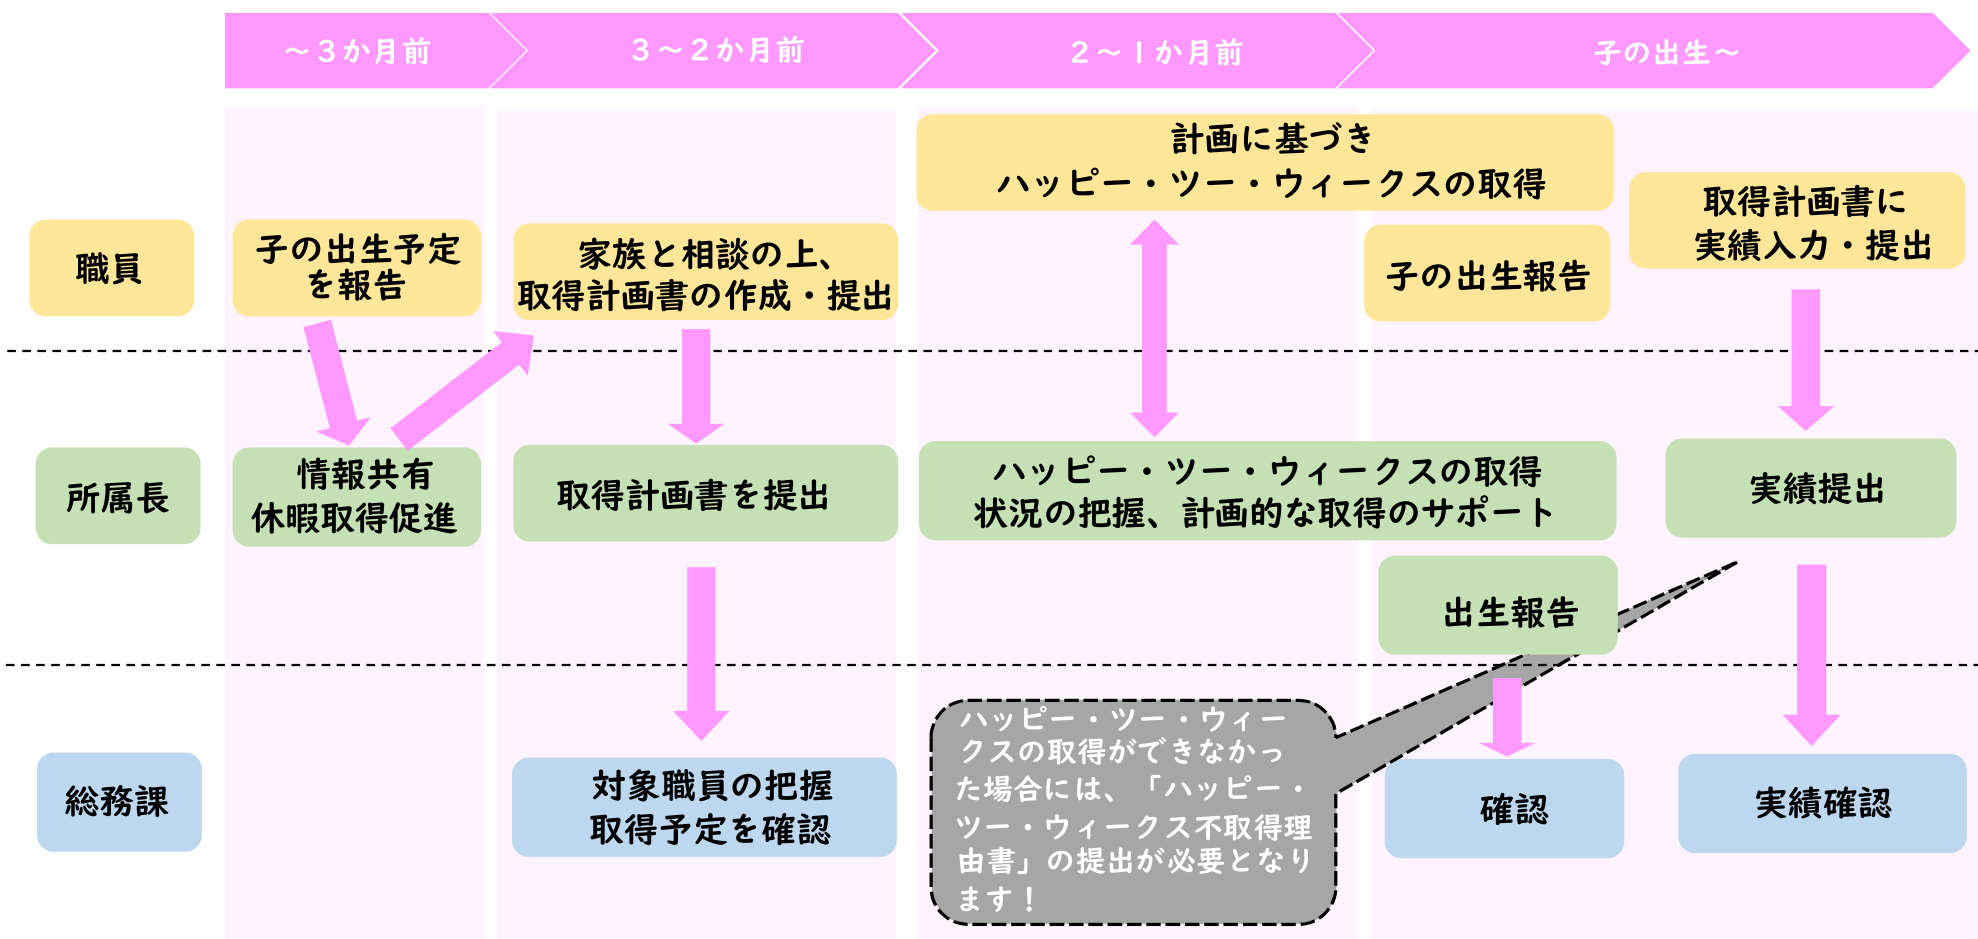 ～３か月前
３～２か月前
２～１か月前
子の出生～
職員
子の出生予定
を報告
家族と相談の上、
取得計画書の作成・提出
計画に基づき
ハッピー・ツー・ウィークスの取得
子の出生報告
取得計画書に
実績入力・提出
所属長
情報共有
休暇取得促進
取得計画書を提出
ハッピー・ツー・ウィークスの取得
状況の把握、計画的な取得のサポート
出生報告
実績提出
総務課
対象職員の把握
取得予定を確認
ハッピー・ツー・ウィー
クスの取得ができなかっ
た場合には、「ハッピー・
ツー・ウィークス不取得理
由書」の提出が必要となり
ます！
確認
実績確認